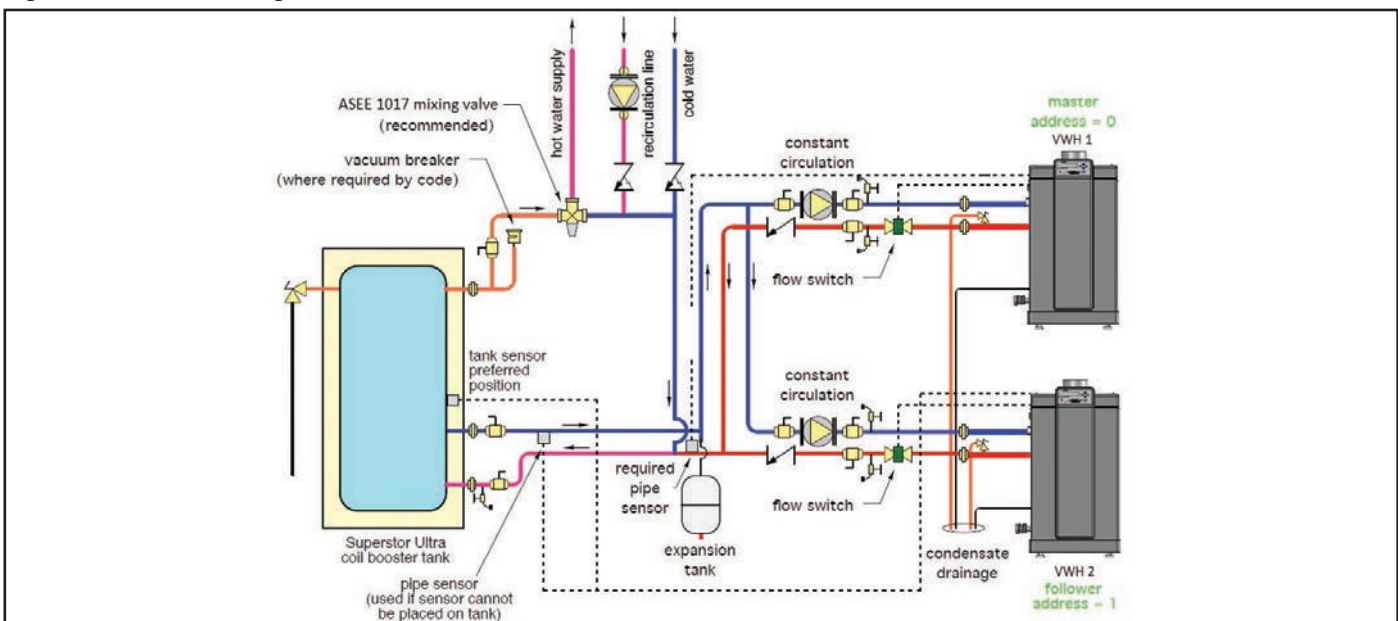 hot water supply
recirculation line
cold water
ASEE 1017 mixing valve
(recommended)
vacuum breaker
(where required by code)
constant
circulation
master
address = 0
VWH 1
flow switch
tank sensor
preferred
position
constant
circulation
required
pipe
sensor
flow switch
expansion
tank
condensate
drainage
Superstor Ultra
coil booster tank
pipe sensor
(used if sensor cannot
be placed on tank)
VWH 2
follower
address = 1